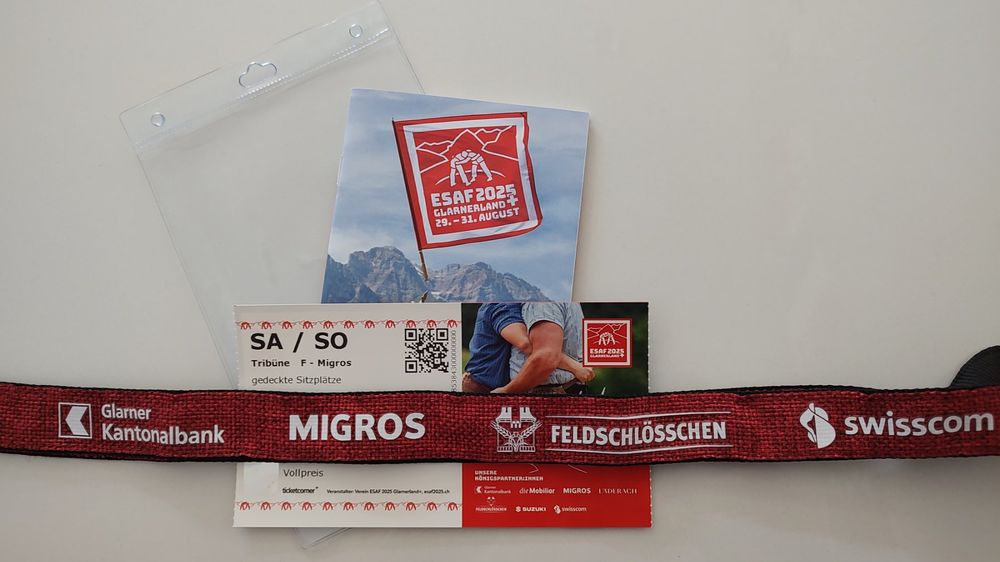 ESAF 2025
GLARNERLAND+
29. – 31. AUGUST
SA / SO
Tribüne F - Migros
gedeckte Sitzplätze
ESAF 2025
GLARNERLAND+
Glarner
Kantonalbank
MIGROS
FELDSCHLÖSSCHEN
swisscom
Vollpreis
ticketcorner
Veranstalter: Verein ESAF 2025 Glarnerland+, esaf2025.ch
UNSERE
KÖNIGSPARTNER:INNEN
Glarner
Kantonalbank
die Mobiliar
MIGROS
LÄDERACH
FELDSCHLÖSSCHEN
SUZUKI
swisscom